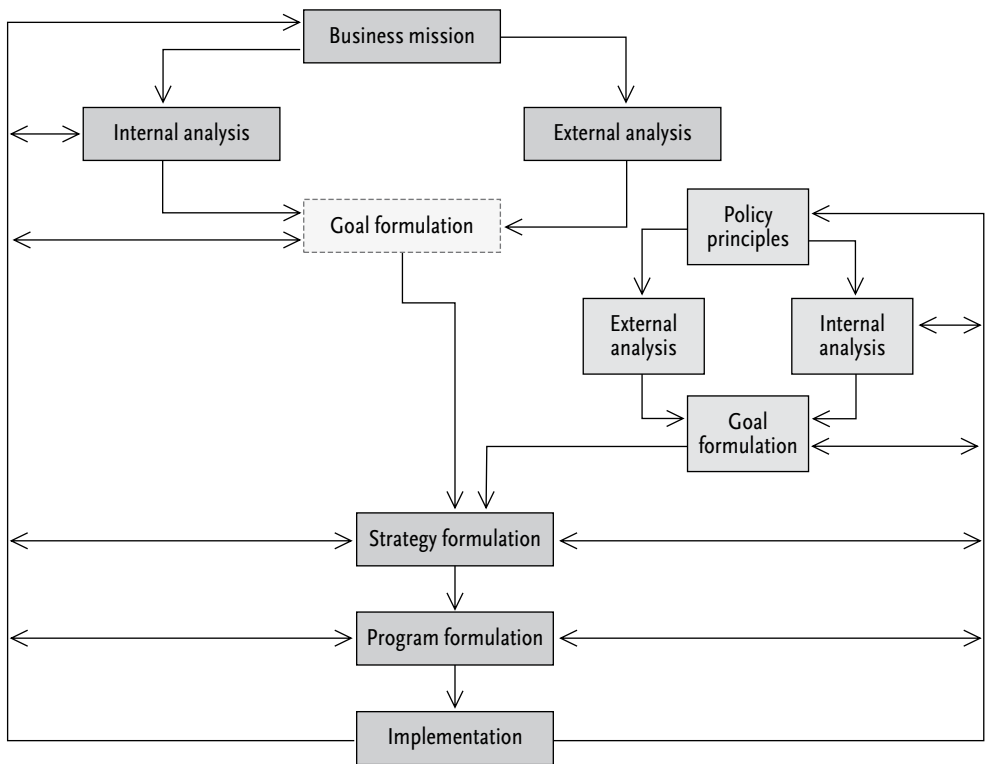 Business mission
Internal analysis
External analysis
Goal formulation
Policy
principles
External
analysis
Internal
analysis
Goal
formulation
Strategy formulation
Program formulation
Implementation